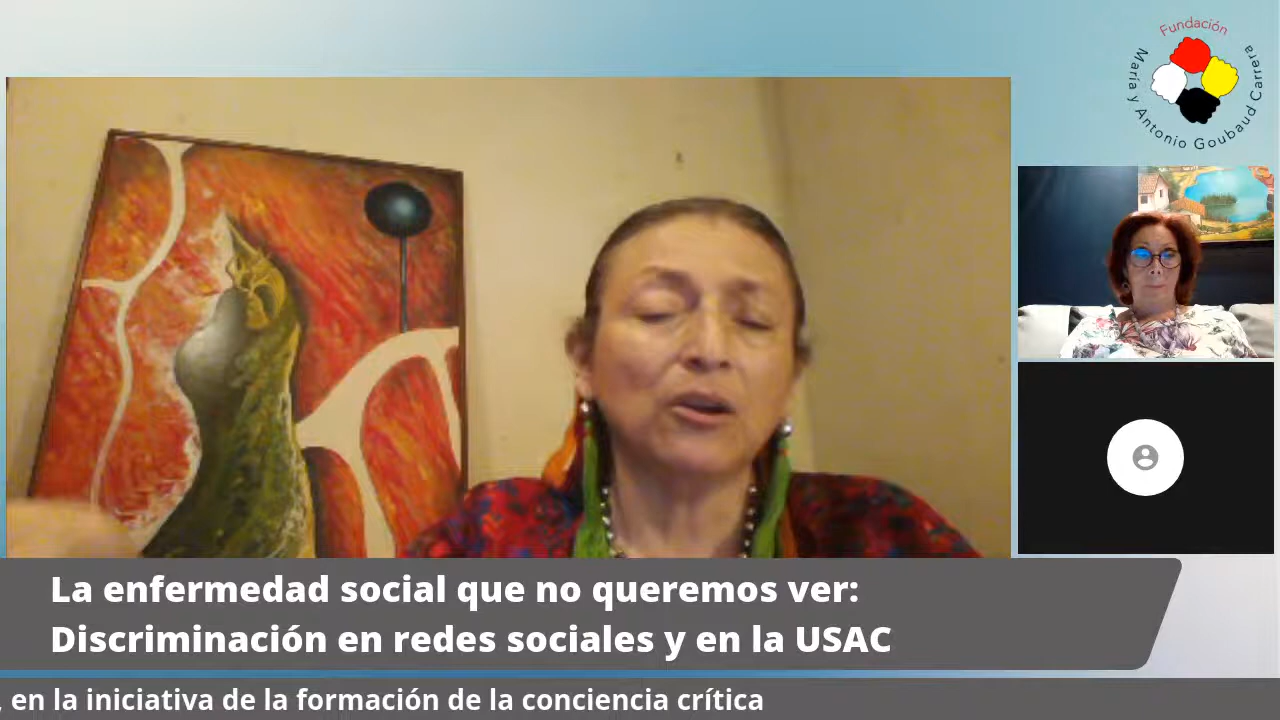 Fundación
María y Antonio Goubaud Carrera
La enfermedad social que no queremos ver:
Discriminación en redes sociales y en la USAC
, en la iniciativa de la formación de la conciencia crítica